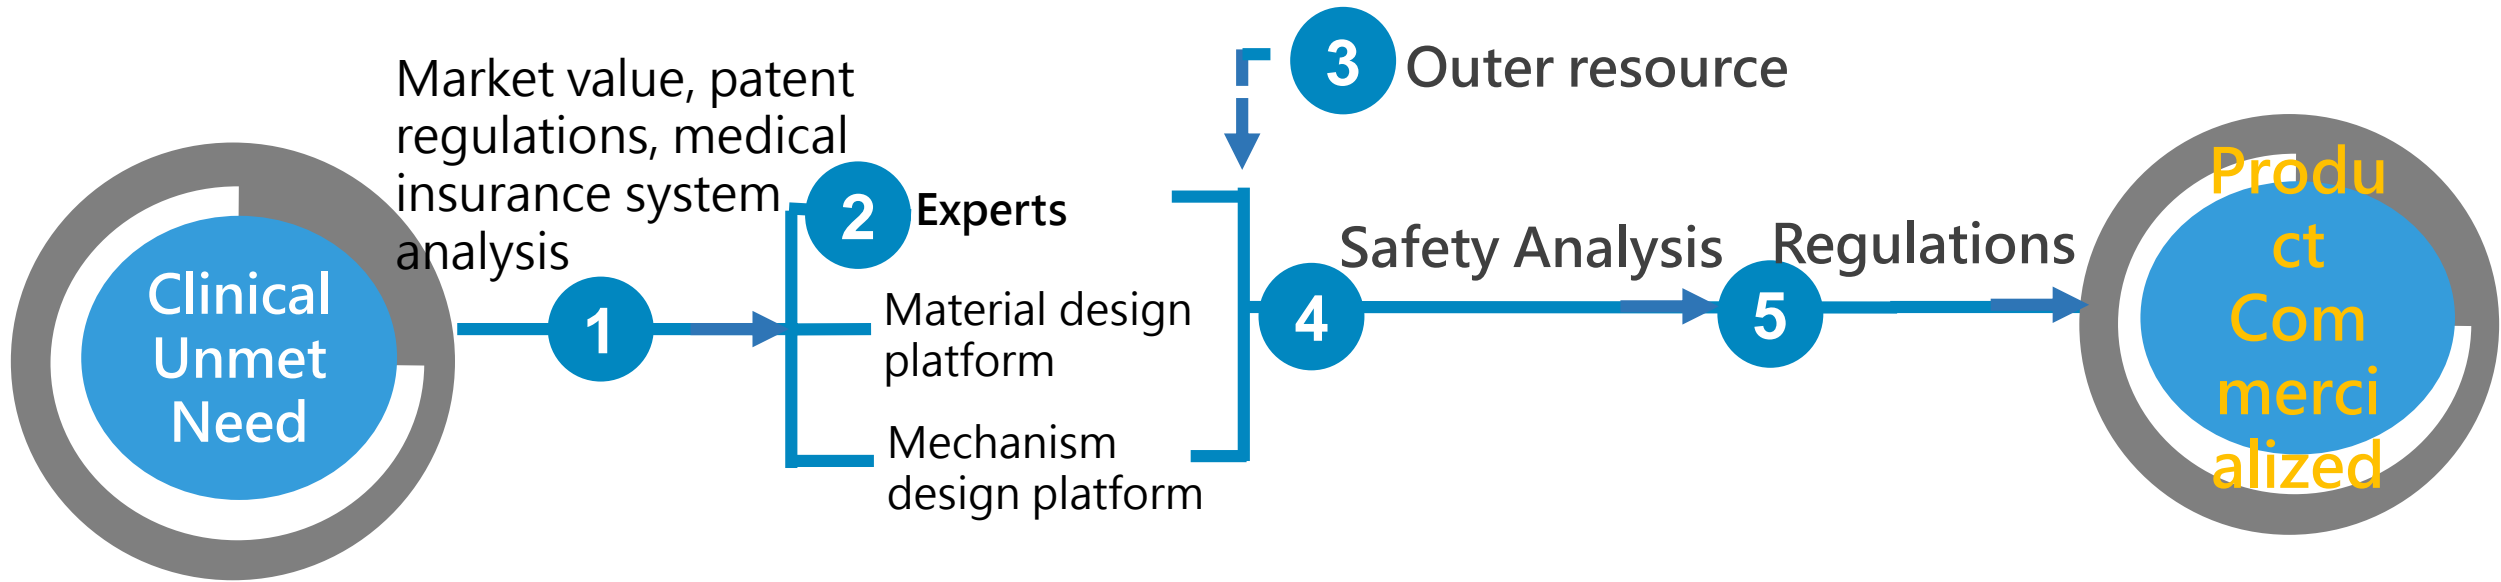 Clinical
Unmet
Need
Market value, patent
regulations, medical
insurance system
analysis
1
2
Experts
Material design
platform
Mechanism
design platform
3
Outer resource
4
Safety Analysis
5
Regulations
Produ
ct
Com
merci
alized